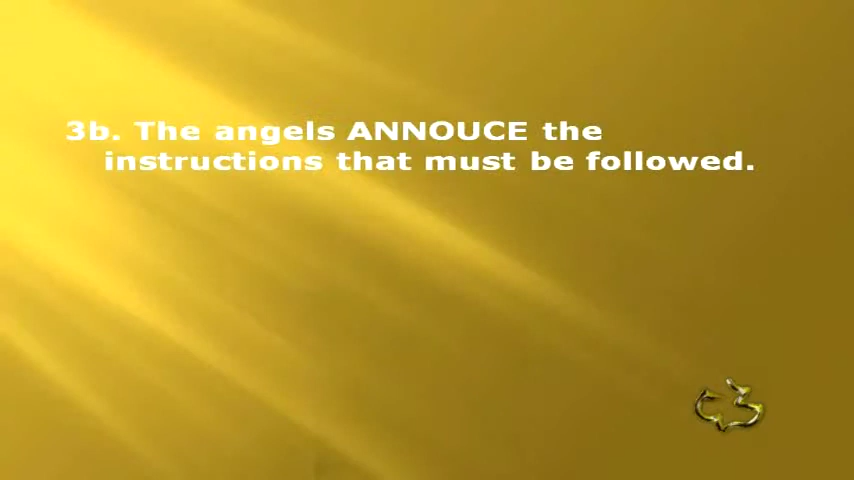 3b. The angels ANNOUCE the
instructions that must be followed.